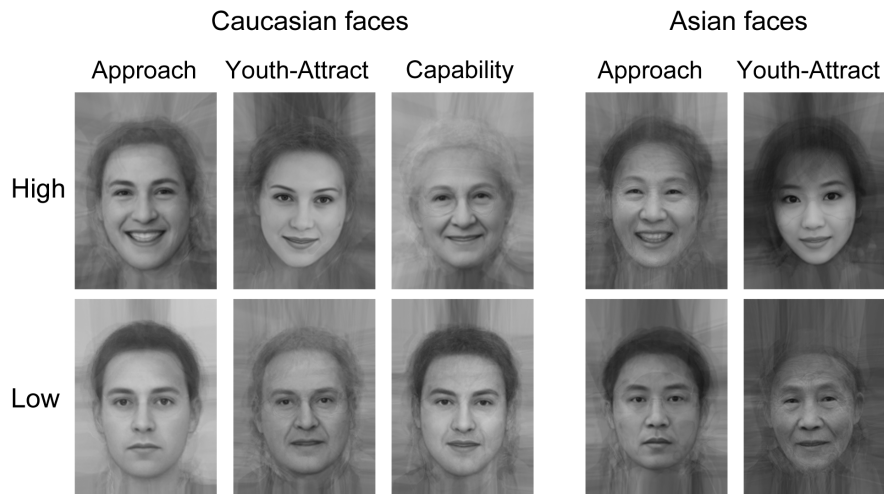 Caucasian faces
Asian faces
Approach
Youth-Attract
Capability
Approach
Youth-Attract
High
Low